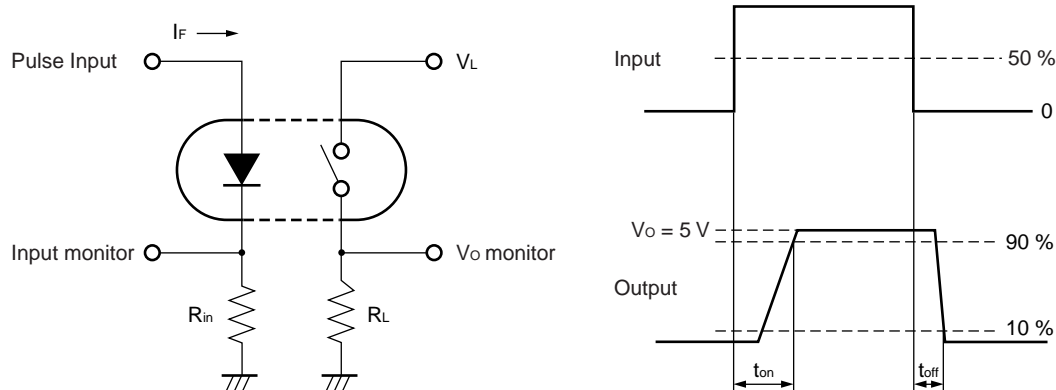 IF
Pulse Input
VL
Input monitor
VO monitor
Rin
RL
Input
50 %
0
VO = 5 V
90 %
Output
10 %
ton
toff